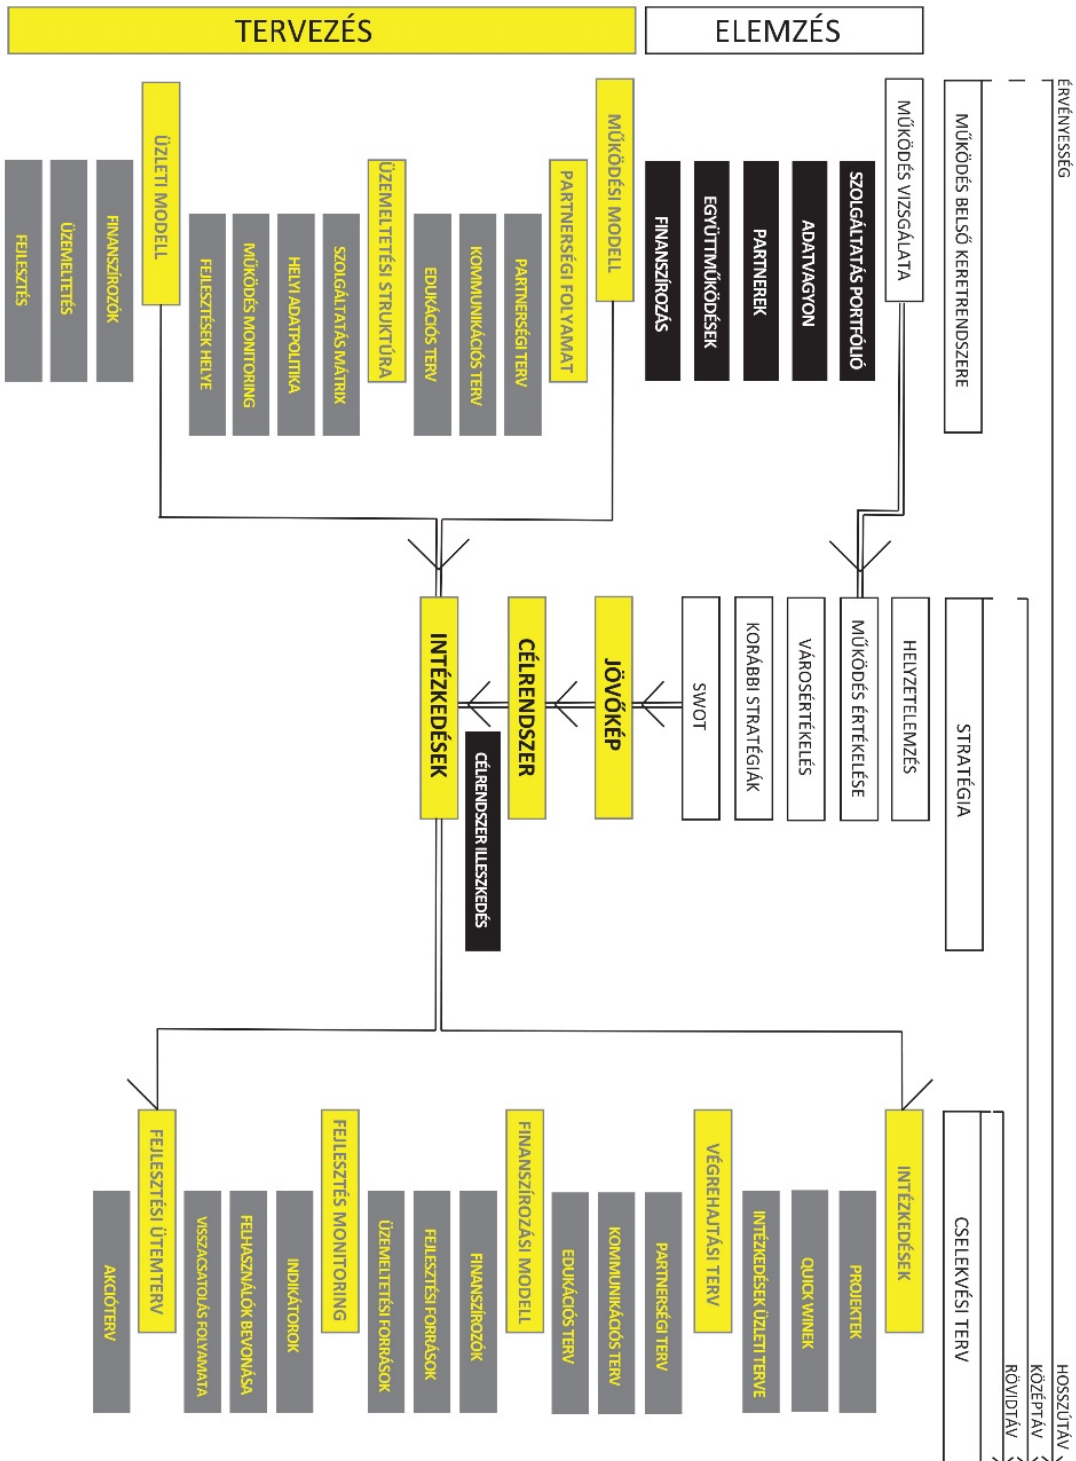 ÉRVÉNYESSÉG
HOSSZÚTÁV
KÖZÉPTÁV
RÖVIDTÁV
ELEMZÉS
TERVEZÉS
MŰKÖDÉS BELSŐ KERETRENDSZERE
MŰKÖDÉS VIZSGÁLATA
SZOLGÁLTATÁS PORTFÓLIÓ
ADATVAGYON
PARTNEREK
EGYÜTTMŰKÖDÉSEK
FINANSZÍROZÁS
MŰKÖDÉSI MODELL
PARTNERSÉGI FOLYAMAT
PARTNERSÉGI TERV
KOMMUNIKÁCIÓS TERV
EDUKÁCIÓS TERV
ÜZEMELTETÉSI STRUKTÚRA
SZOLGÁLTATÁS MÁTRIX
HELYI ADATPOLITIKA
MŰKÖDÉS MONITORING
FEJLESZTÉSEK HELYE
ÜZLETI MODELL
FINANSZÍROZÓK
ÜZEMELTETÉS
FEJLESZTÉS
STRATÉGIA
HELYZETELEMZÉS
MŰKÖDÉS ÉRTÉKELÉSE
VÁROSÉRTÉKELÉS
KORÁBBI STRATÉGIÁK
SWOT
JÖVŐKÉP
CÉLRENDSZER
CÉLRENDSZER ILLESZKEDÉS
INTÉZKEDÉSEK
CSELEKVÉSI TERV
INTÉZKEDÉSEK
PROJEKTEK
QUICK WINEK
INTÉZKEDÉSEK ÜZLETI TERVE
VÉGREHAJTÁSI TERV
PARTNERSÉGI TERV
KOMMUNIKÁCIÓS TERV
EDUKÁCIÓS TERV
FINANSZÍROZÁSI MODELL
FINANSZÍROZÓK
FEJLESZTÉSI FORRÁSOK
ÜZEMELTETÉSI FORRÁSOK
FEJLESZTÉS MONITORING
INDIKÁTOROK
FELHASZNÁLÓK BEVONÁSA
VISSZACSATOLÁS FOLYAMATA
FEJLESZTÉSI ÜTEMTERV
AKCIÓTERV